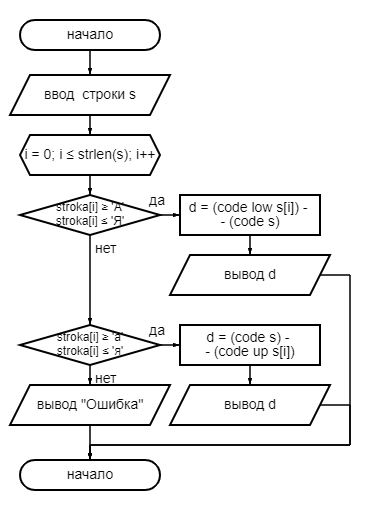 начало
ввод строки s
i = 0; i ≤ strlen(s); i++
stroka[i] ≥ 'А'
stroka[i] ≤ 'Я'
да
d = (code low s[i]) -
- (code s)
нет
вывод d
stroka[i] ≥ 'а'
stroka[i] ≤ 'я'
да
d = (code s) -
- (code up s[i])
нет
вывод "Ошибка"
вывод d
начало